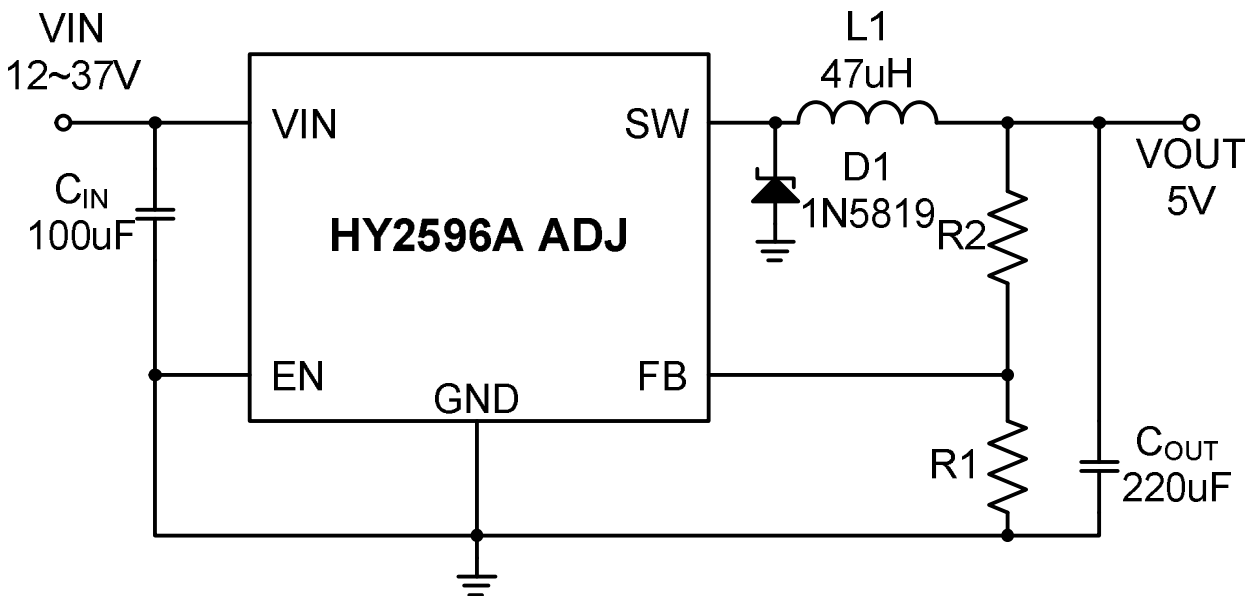 VIN
12~37V
L1
47uH
VIN
SW
VOUT
5V
D1
1N5819
CIN
100uF
HY2596A ADJ
R2
EN
FB
GND
R1
COUT
220uF